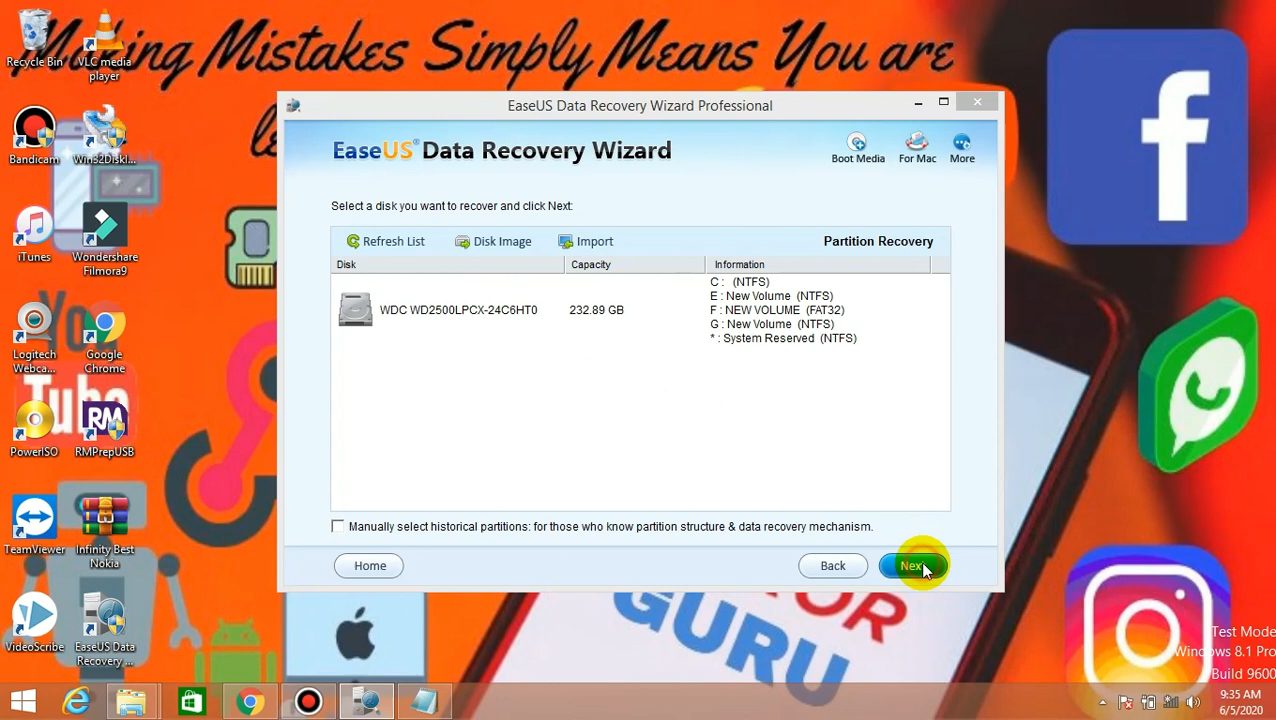 Making Mistakes Simply Means You are
Recycle Bin
VLC media
player
Bandicam
Win32DiskI...
iTunes
Wondershare
Filmora9
Logitech
Webca...
Google
Chrome
You
Tube
PowerISO
RMPrepUSB
RM
TeamViewer
Infinity Best
Nokia
VideoScribe
EaseUS Data
Recovery ...
EaseUS Data Recovery Wizard Professional
EaseUS® Data Recovery Wizard
Boot Media
For Mac
More
Select a disk you want to recover and click Next:
Refresh List
Disk Image
Import
Partition Recovery
Disk
Capacity
Information
WDC WD2500LPCX-24C6HT0
232.89 GB
C : (NTFS)
E : New Volume (NTFS)
F : NEW VOLUME (FAT32)
G : New Volume (NTFS)
* : System Reserved (NTFS)
Manually select historical partitions: for those who know partition structure & data recovery mechanism.
Home
Back
Next
GURU
Test Mode
Windows 8.1 Pro
Build 9600
9:35 AM
6/5/2020